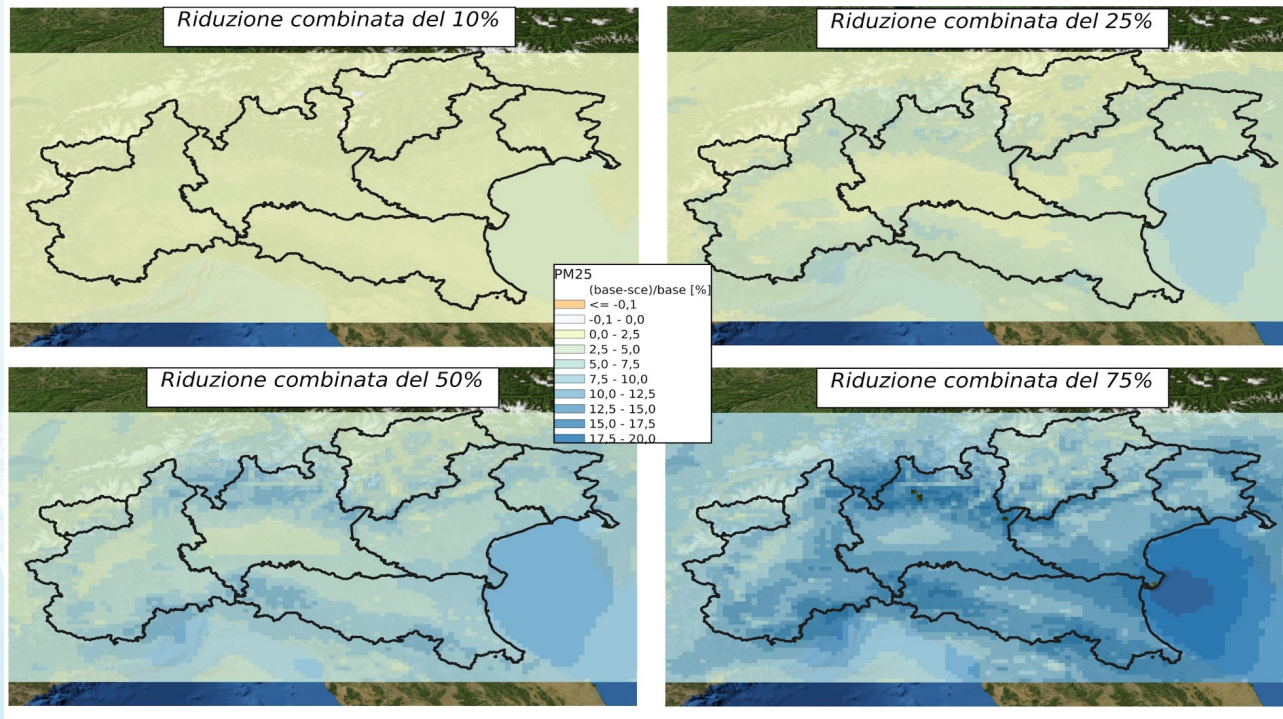 Riduzione combinata del 10%
Riduzione combinata del 25%
PM25
(base-sce)/base [%]
<= -0,1
-0,1 - 0,0
0,0 - 2,5
2,5 - 5,0
5,0 - 7,5
7,5 - 10,0
10,0 - 12,5
12,5 - 15,0
15,0 - 17,5
17,5 - 20,0
Riduzione combinata del 50%
Riduzione combinata del 75%